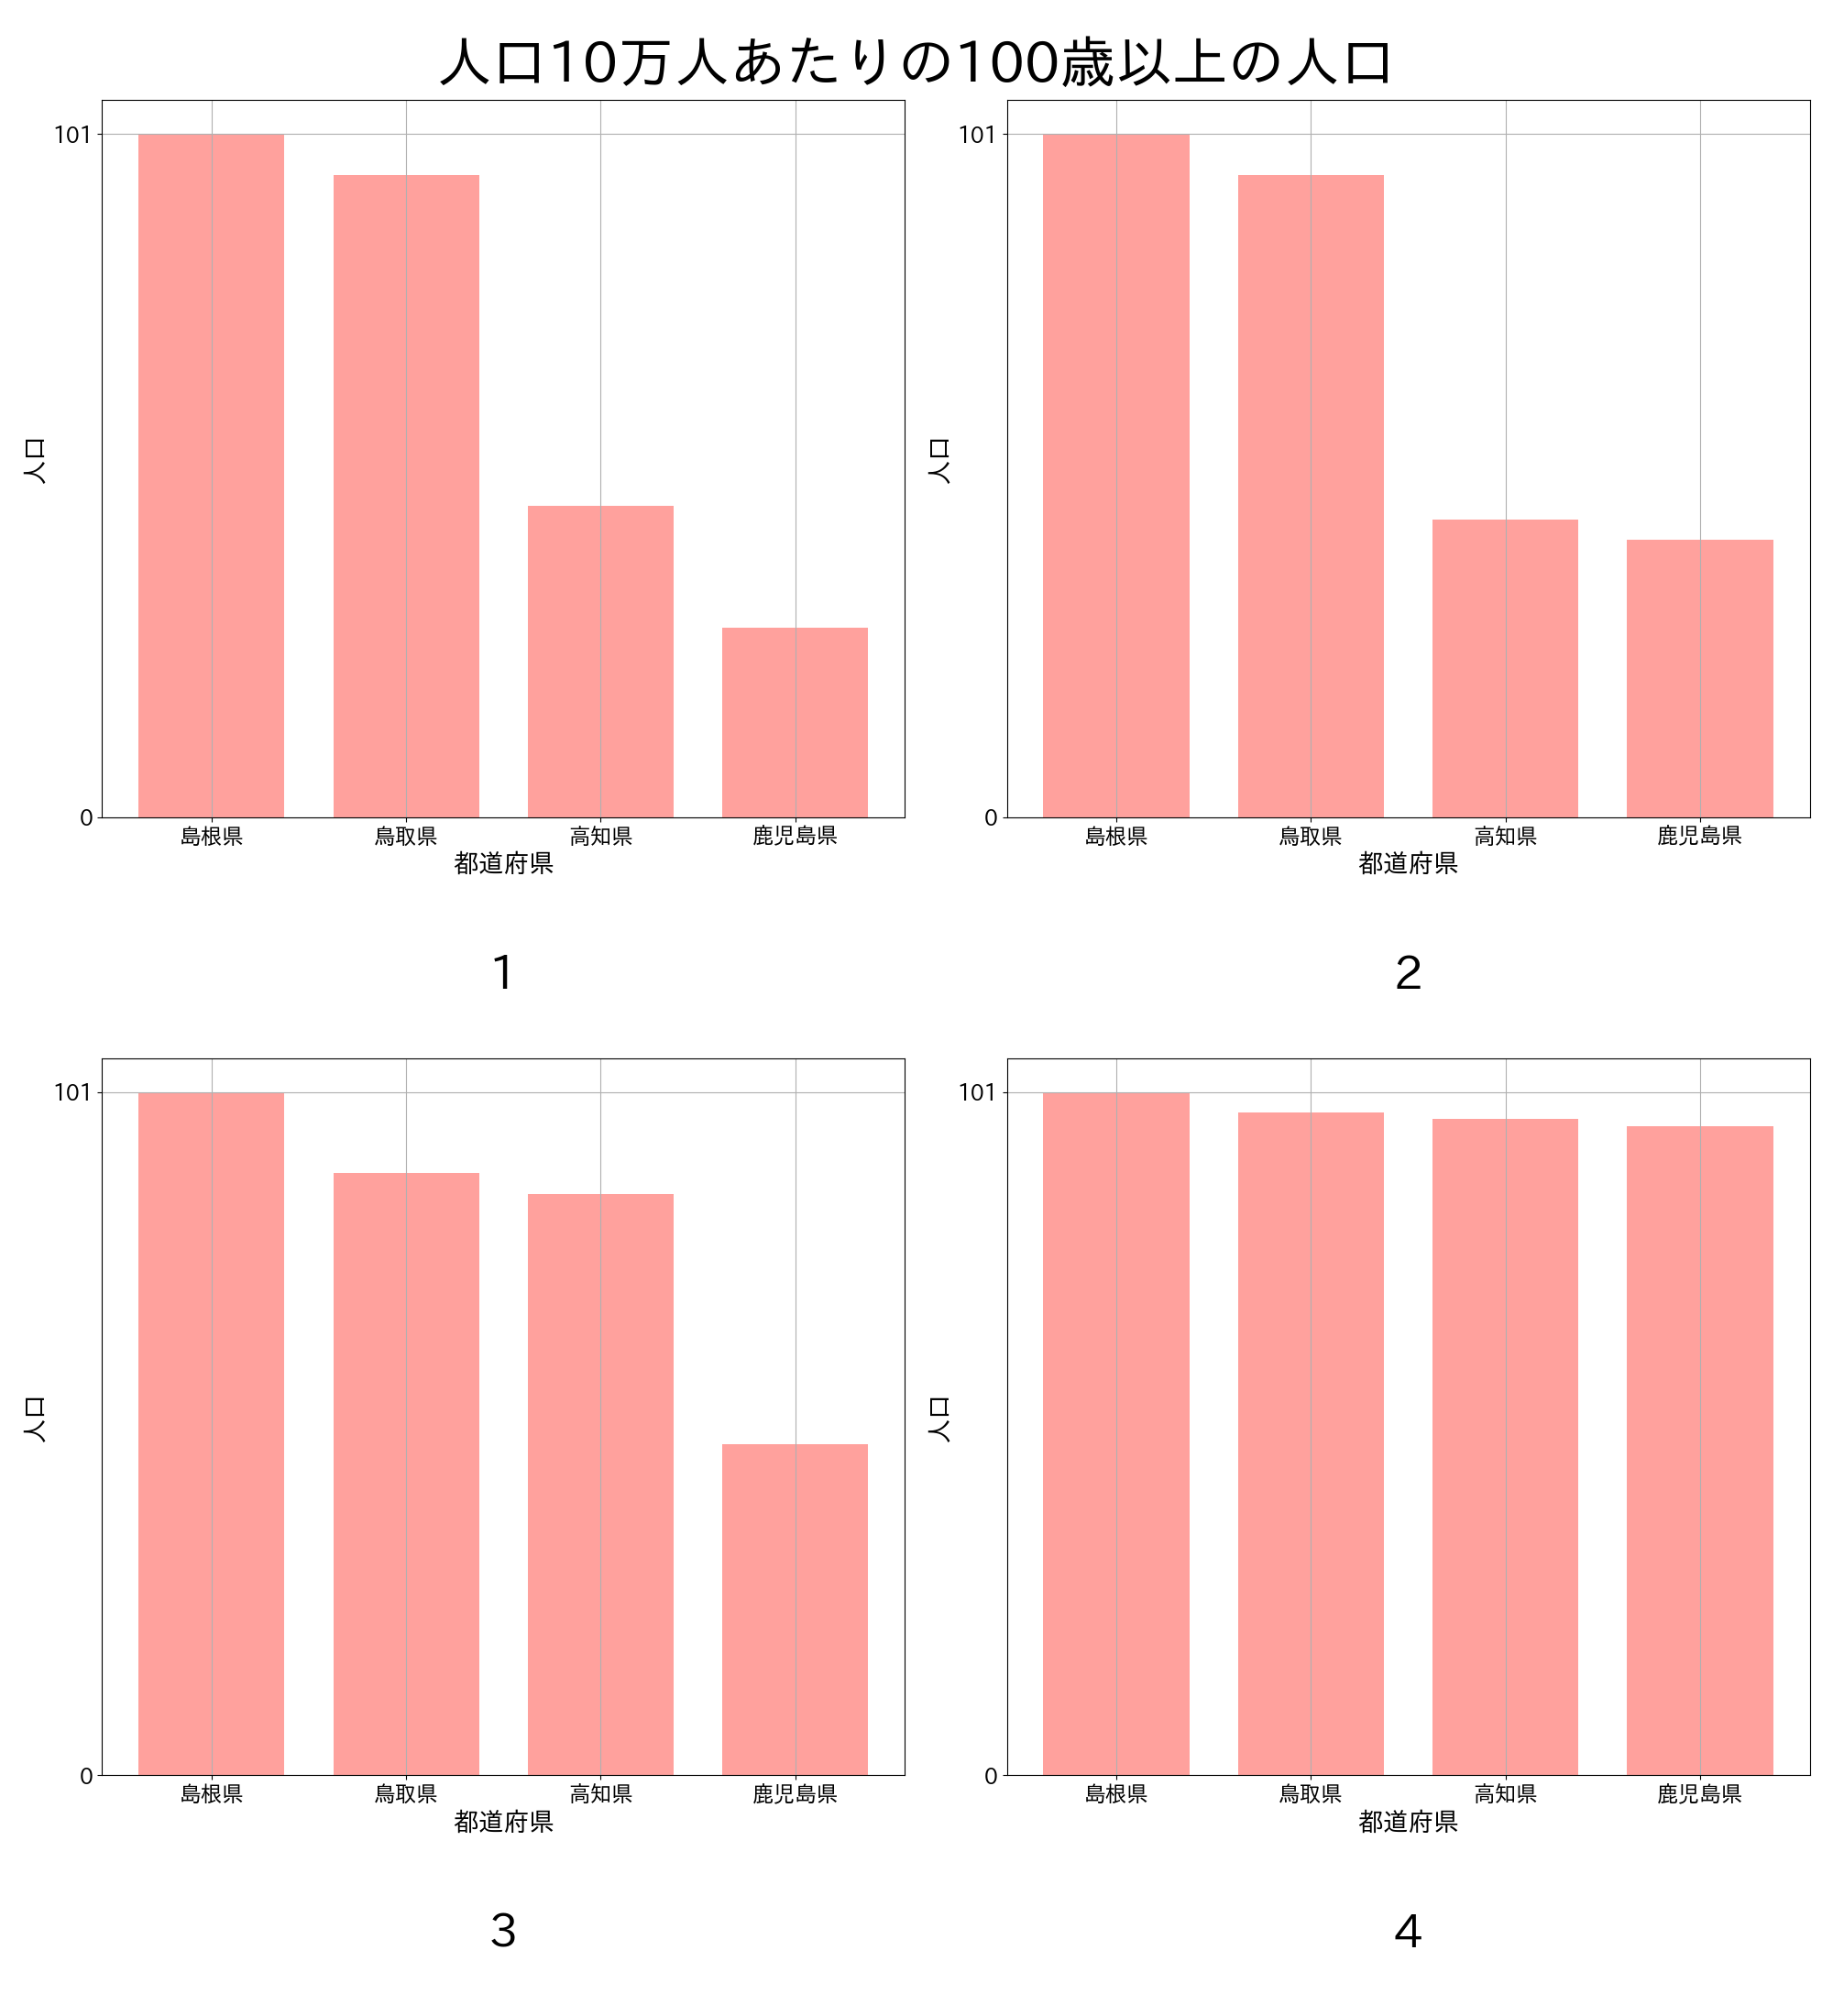 人口10万人あたりの100歳以上の人口
101
0
人口
島根県 鳥取県 高知県 鹿児島県
都道府県
1
101
0
人口
島根県 鳥取県 高知県 鹿児島県
都道府県
2
101
0
人口
島根県 鳥取県 高知県 鹿児島県
都道府県
3
101
0
人口
島根県 鳥取県 高知県 鹿児島県
都道府県
4